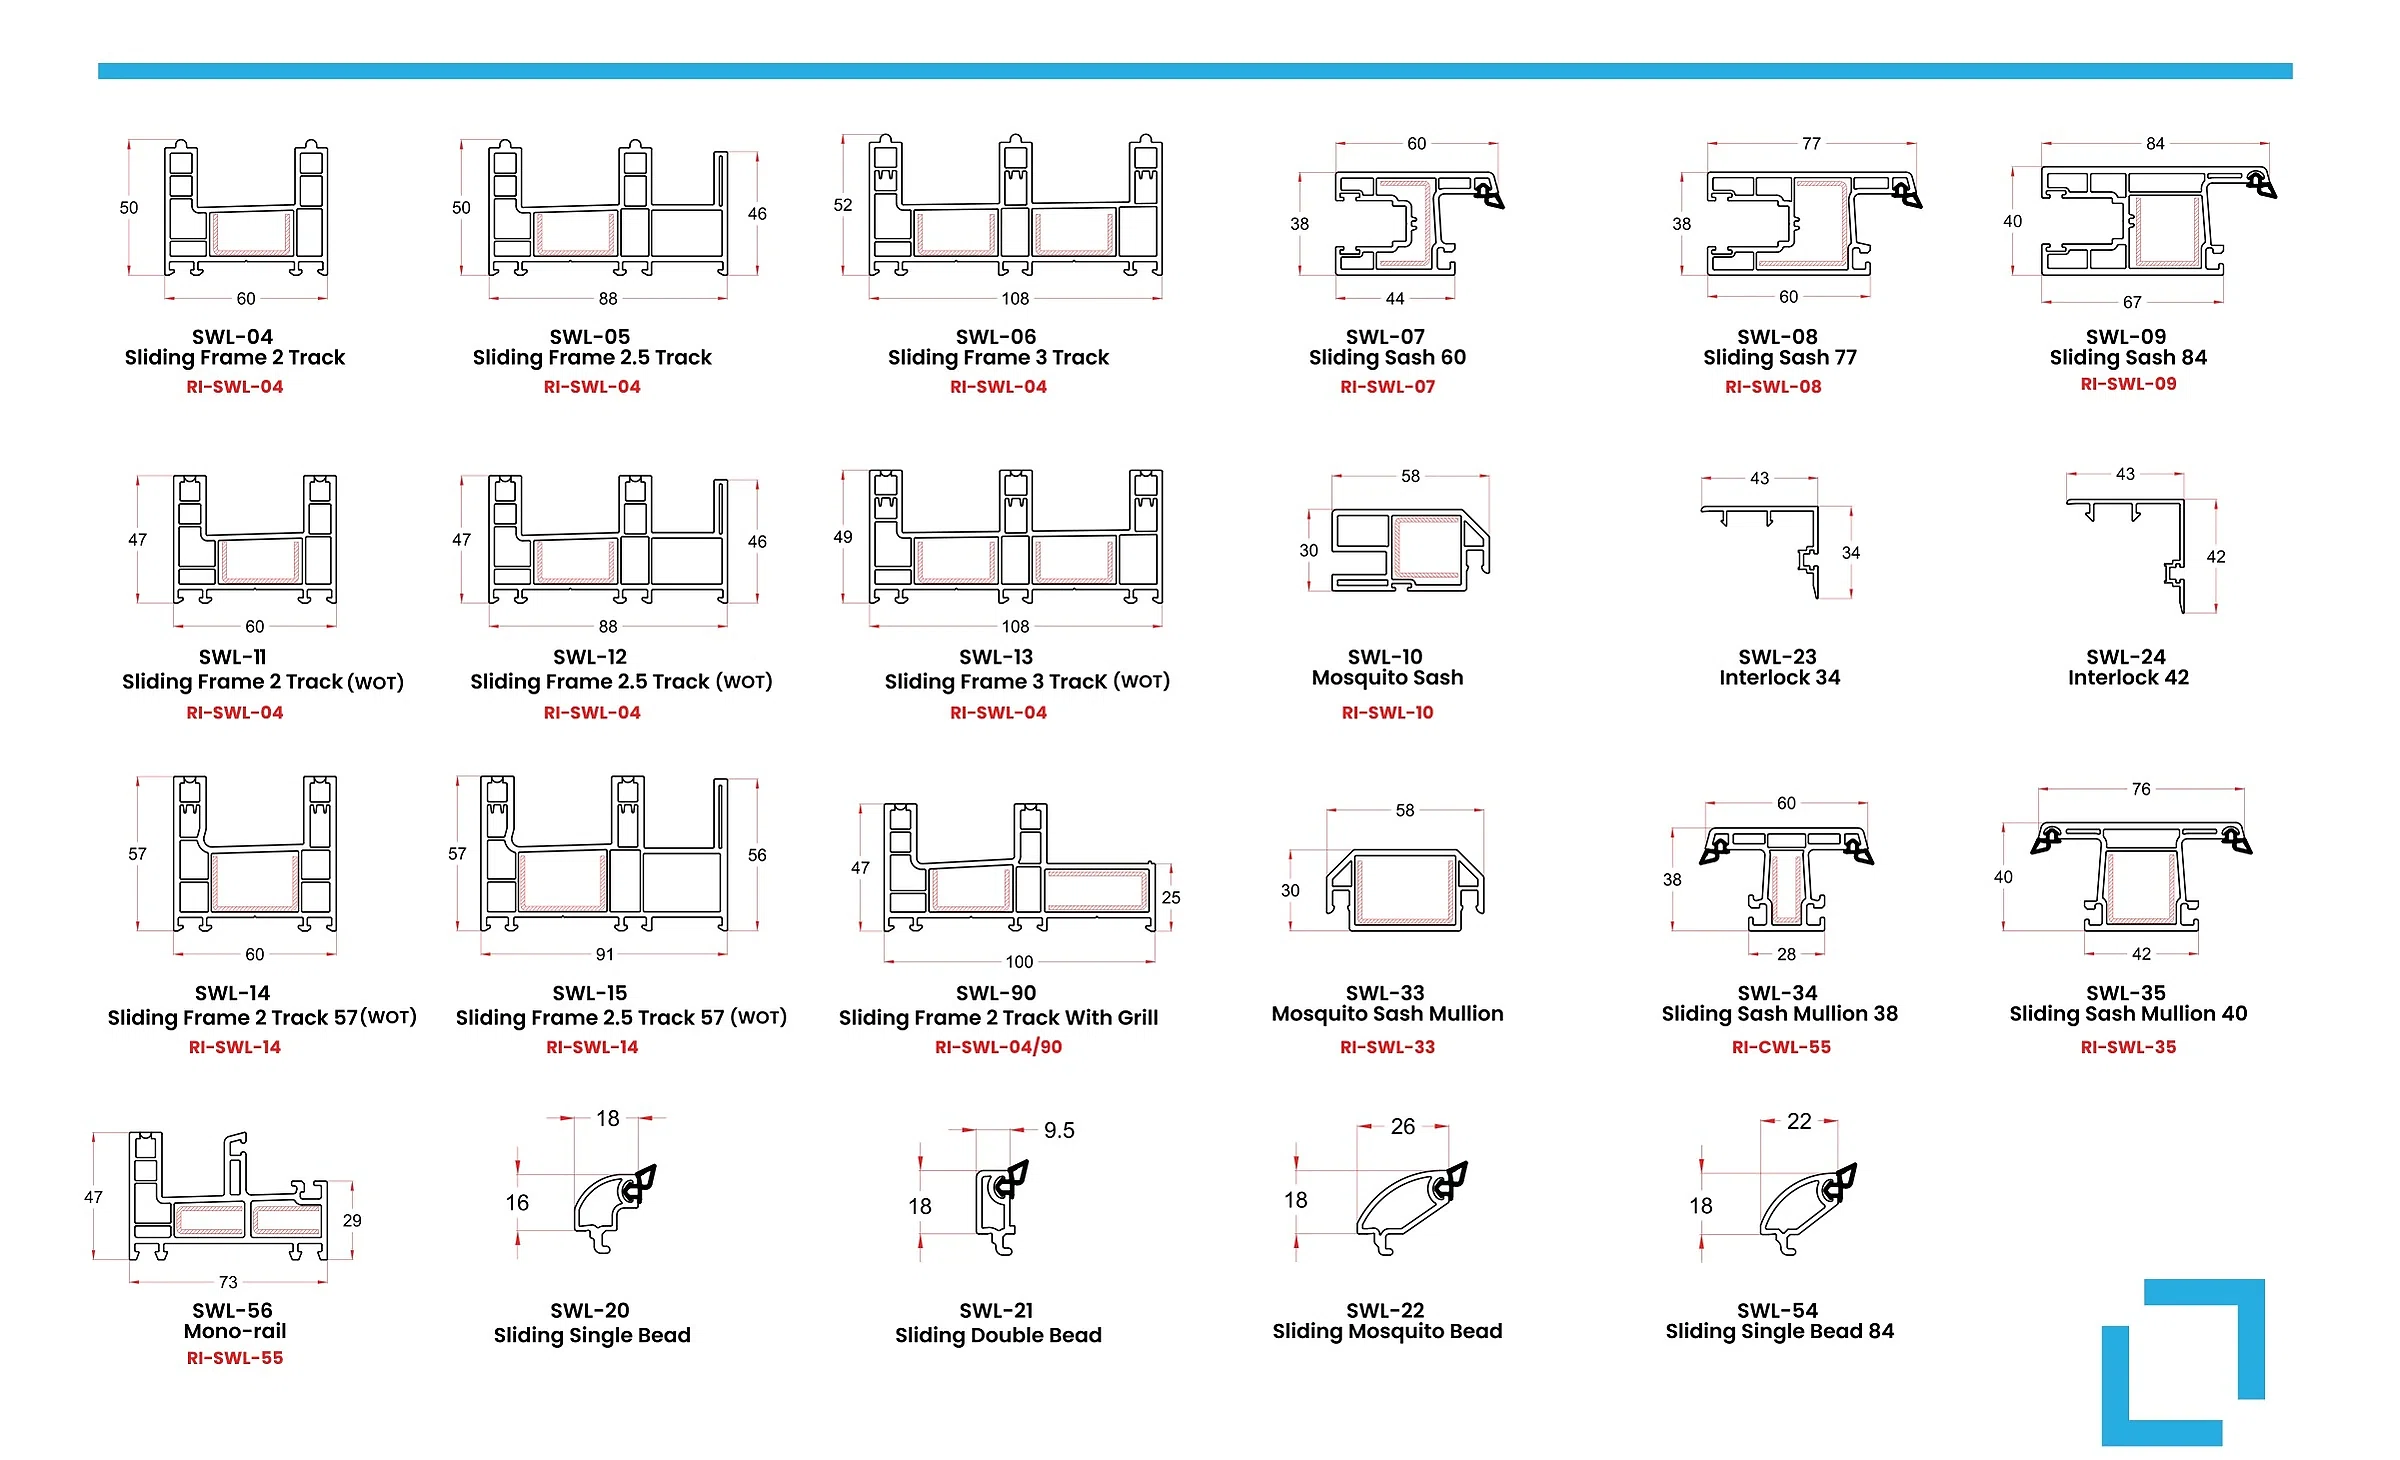 50
60
SWL-04
Sliding Frame 2 Track
RI-SWL-04
50
46
88
SWL-05
Sliding Frame 2.5 Track
RI-SWL-04
52
108
SWL-06
Sliding Frame 3 Track
RI-SWL-04
60
38
44
SWL-07
Sliding Sash 60
RI-SWL-07
77
38
60
SWL-08
Sliding Sash 77
RI-SWL-08
84
40
67
SWL-09
Sliding Sash 84
RI-SWL-09
47
60
SWL-11
Sliding Frame 2 Track (WOT)
RI-SWL-04
47
46
88
SWL-12
Sliding Frame 2.5 Track (WOT)
RI-SWL-04
49
108
SWL-13
Sliding Frame 3 TracK (WOT)
RI-SWL-04
58
30
SWL-10
Mosquito Sash
RI-SWL-10
43
34
SWL-23
Interlock 34
43
42
SWL-24
Interlock 42
57
60
SWL-14
Sliding Frame 2 Track 57 (WOT)
RI-SWL-14
57
56
91
SWL-15
Sliding Frame 2.5 Track 57 (WOT)
RI-SWL-14
47
25
100
SWL-90
Sliding Frame 2 Track With Grill
RI-SWL-04/90
58
30
SWL-33
Mosquito Sash Mullion
RI-SWL-33
60
38
28
SWL-34
Sliding Sash Mullion 38
RI-CWL-55
76
40
42
SWL-35
Sliding Sash Mullion 40
RI-SWL-35
47
29
73
SWL-56
Mono-rail
RI-SWL-55
18
16
SWL-20
Sliding Single Bead
9.5
18
SWL-21
Sliding Double Bead
26
18
SWL-22
Sliding Mosquito Bead
22
18
SWL-54
Sliding Single Bead 84